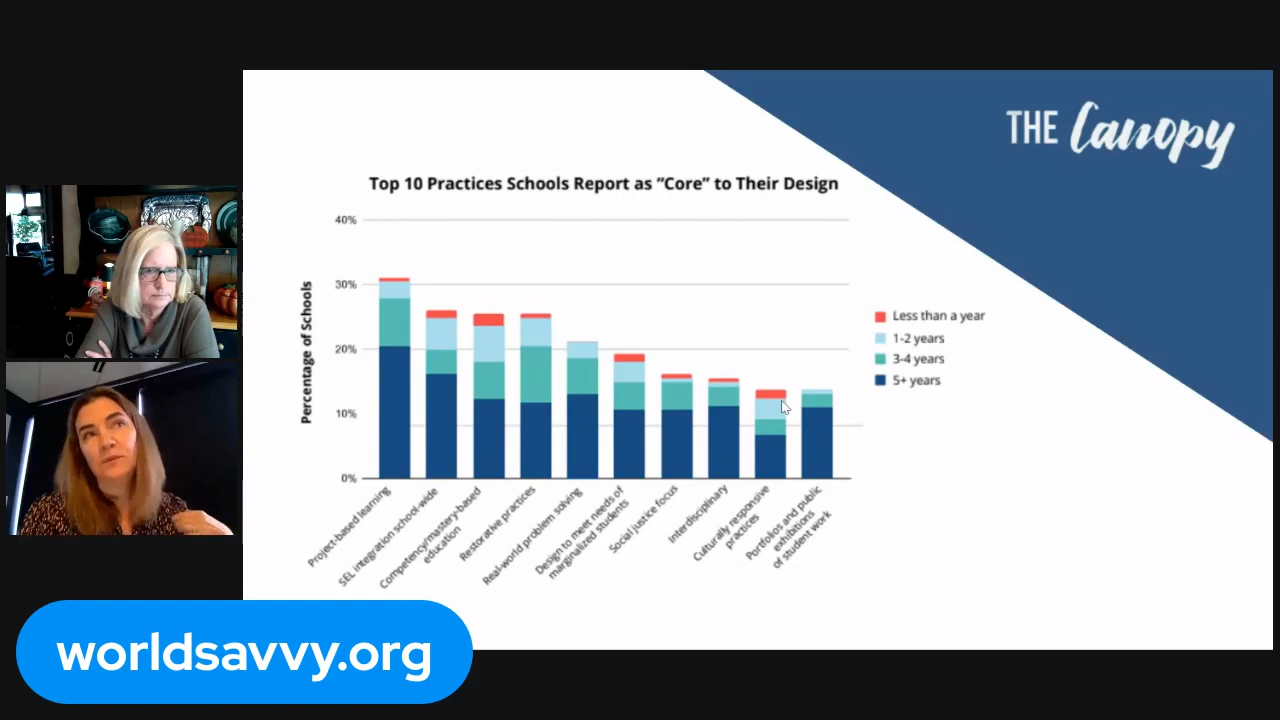 THE Canopy
Top 10 Practices Schools Report as “Core” to Their Design
Percentage of Schools
40%
30%
20%
10%
0%
Less than a year
1-2 years
3-4 years
5+ years
Project-based learning
SEL integration school-wide
Competency/mastery-based
education
Restorative practices
Real-world problem solving
Design to meet needs of
marginalized students
Social justice focus
Interdisciplinary
Culturally responsive
practices
Portfolios and public
exhibitions
of student work
worldsavvy.org